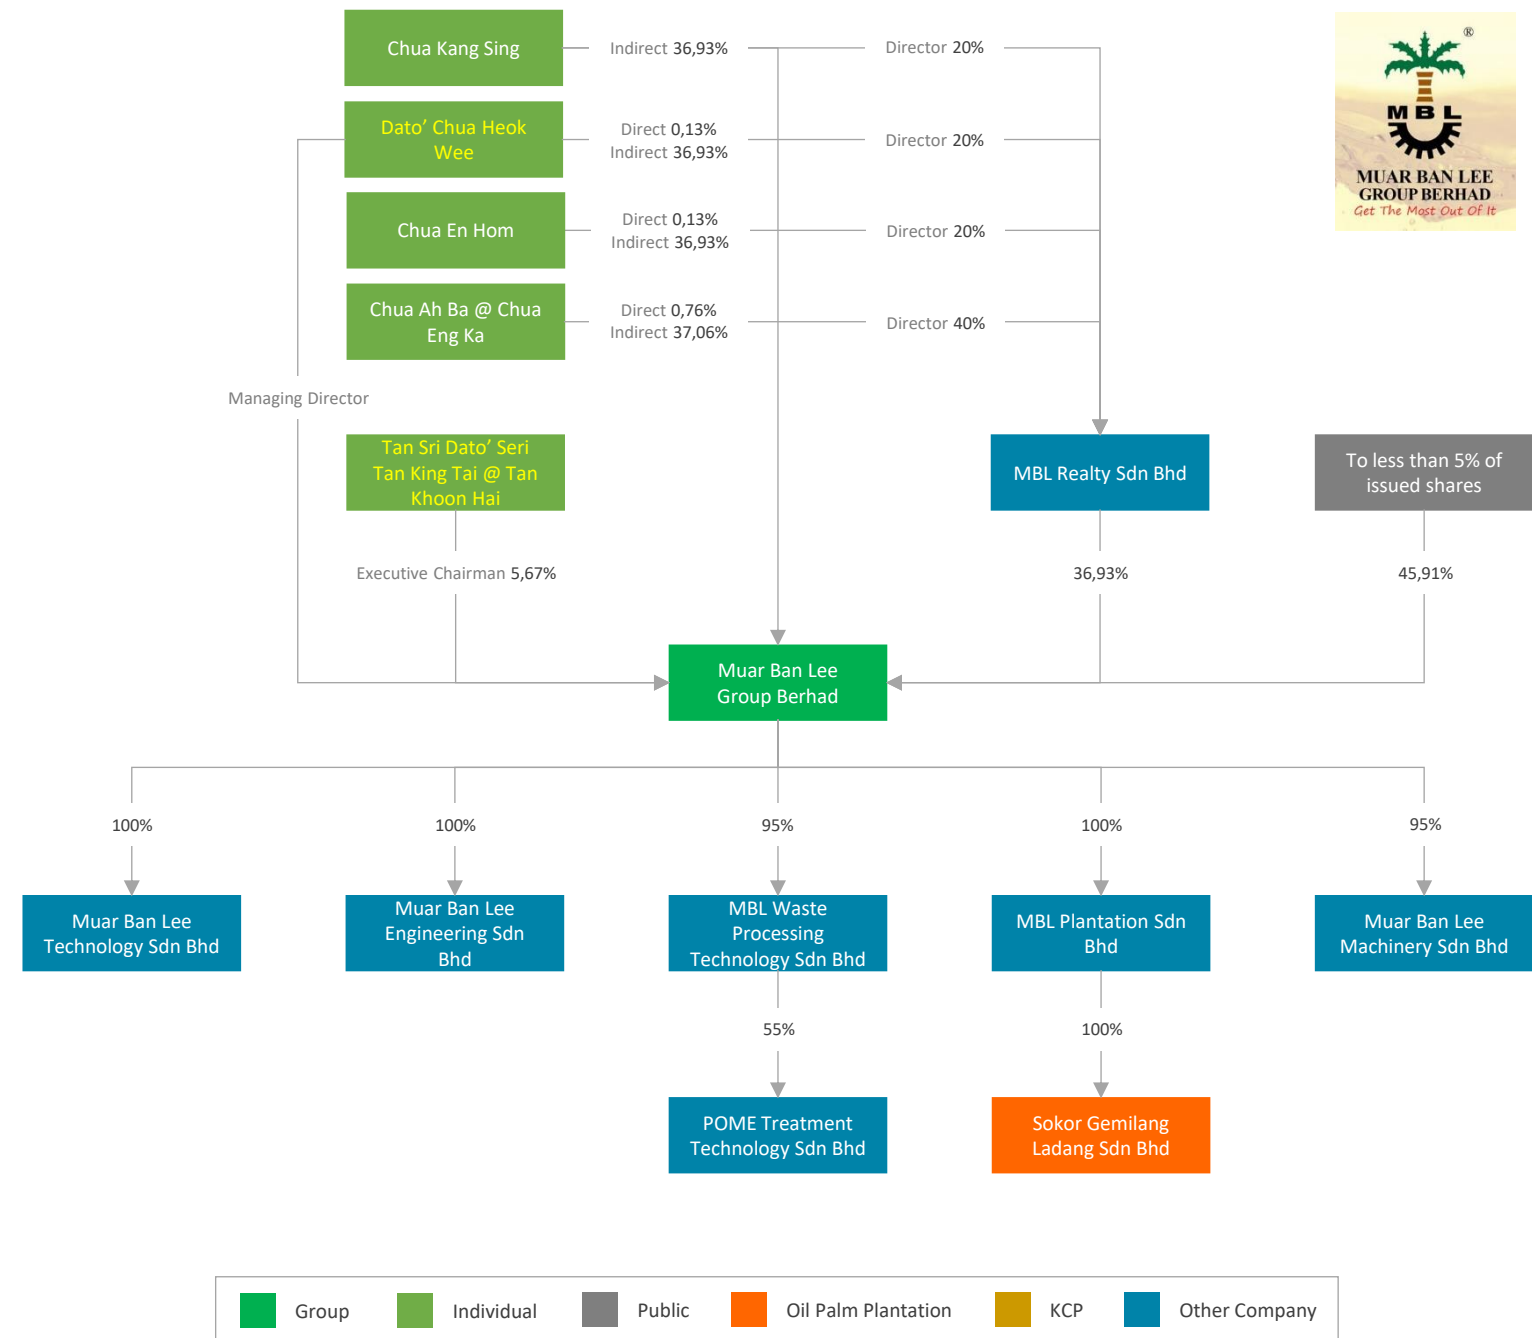 Chua Kang Sing
Indirect 36,93%
Director 20%
Dato' Chua Heok
Wee
Direct 0,13%
Indirect 36,93%
Director 20%
Chua En Hom
Direct 0,13%
Indirect 36,93%
Director 20%
Chua Ah Ba @ Chua
Eng Ka
Direct 0,76%
Indirect 37,06%
Director 40%
®
MBL
MUAR BAN LEE
GROUP BERHAD
Get The Most Out Of It
Managing Director
Tan Sri Dato' Seri
Tan King Tai @ Tan
Khoon Hai
MBL Realty Sdn Bhd
To less than 5% of
issued shares
Executive Chairman 5,67%
36,93%
45,91%
Muar Ban Lee
Group Berhad
100%
100%
95%
100%
95%
Muar Ban Lee
Technology Sdn Bhd
Muar Ban Lee
Engineering Sdn
Bhd
MBL Waste
Processing
Technology Sdn Bhd
MBL Plantation Sdn
Bhd
Muar Ban Lee
Machinery Sdn Bhd
55%
100%
POME Treatment
Technology Sdn Bhd
Sokor Gemilang
Ladang Sdn Bhd
Group
Individual
Public
Oil Palm Plantation
KCP
Other Company